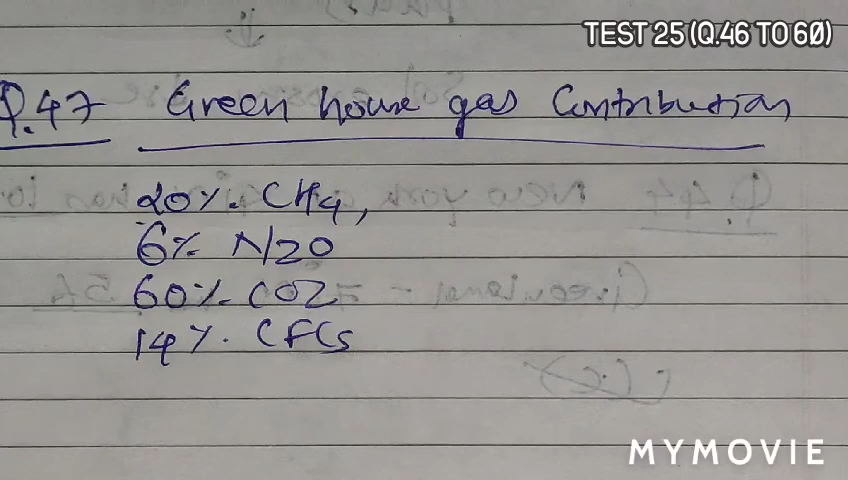 TEST 25 (Q.46 TO 60)
Q.47 Green house gas Contribution
20%. CH4,
6% N2O
60%. CO2
14%. CFCs
MYMOVIE